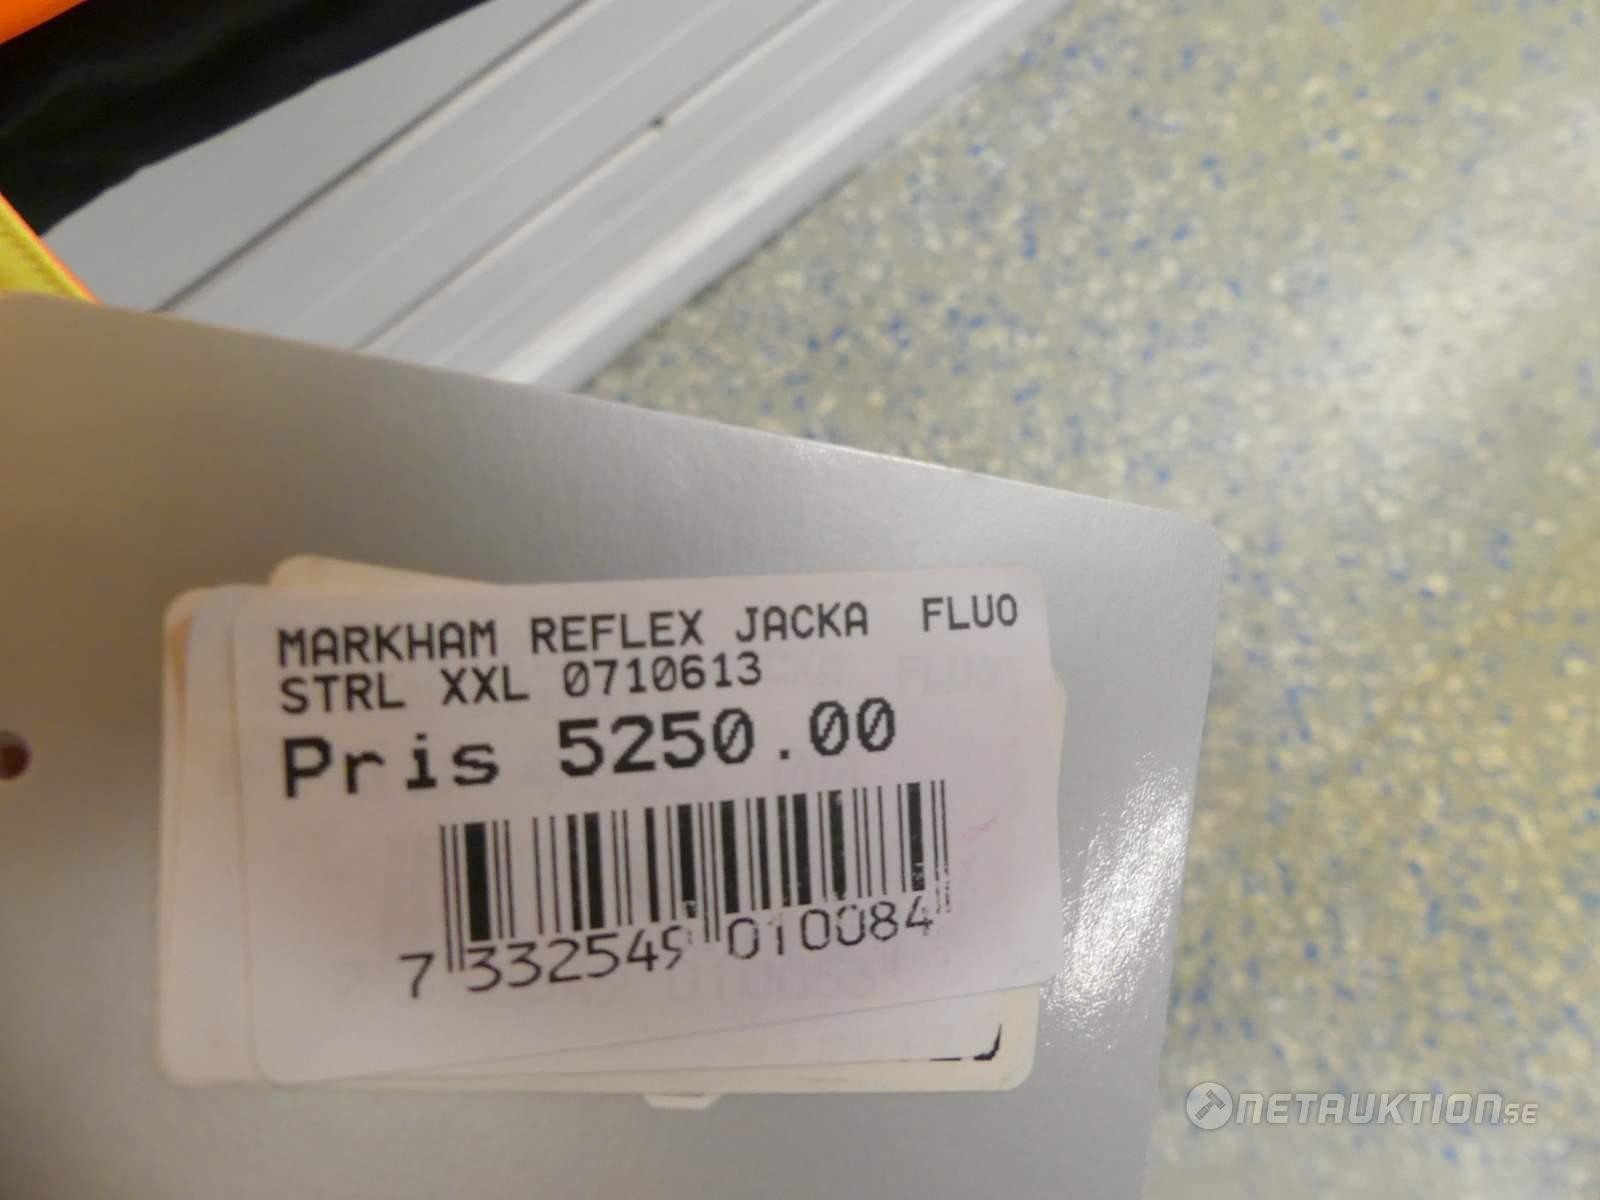 MARKHAM REFLEX JACKA FLUO
STRL XXL 0710613
Pris 5250.00
7 332549 010084
NETAUKTION.SE